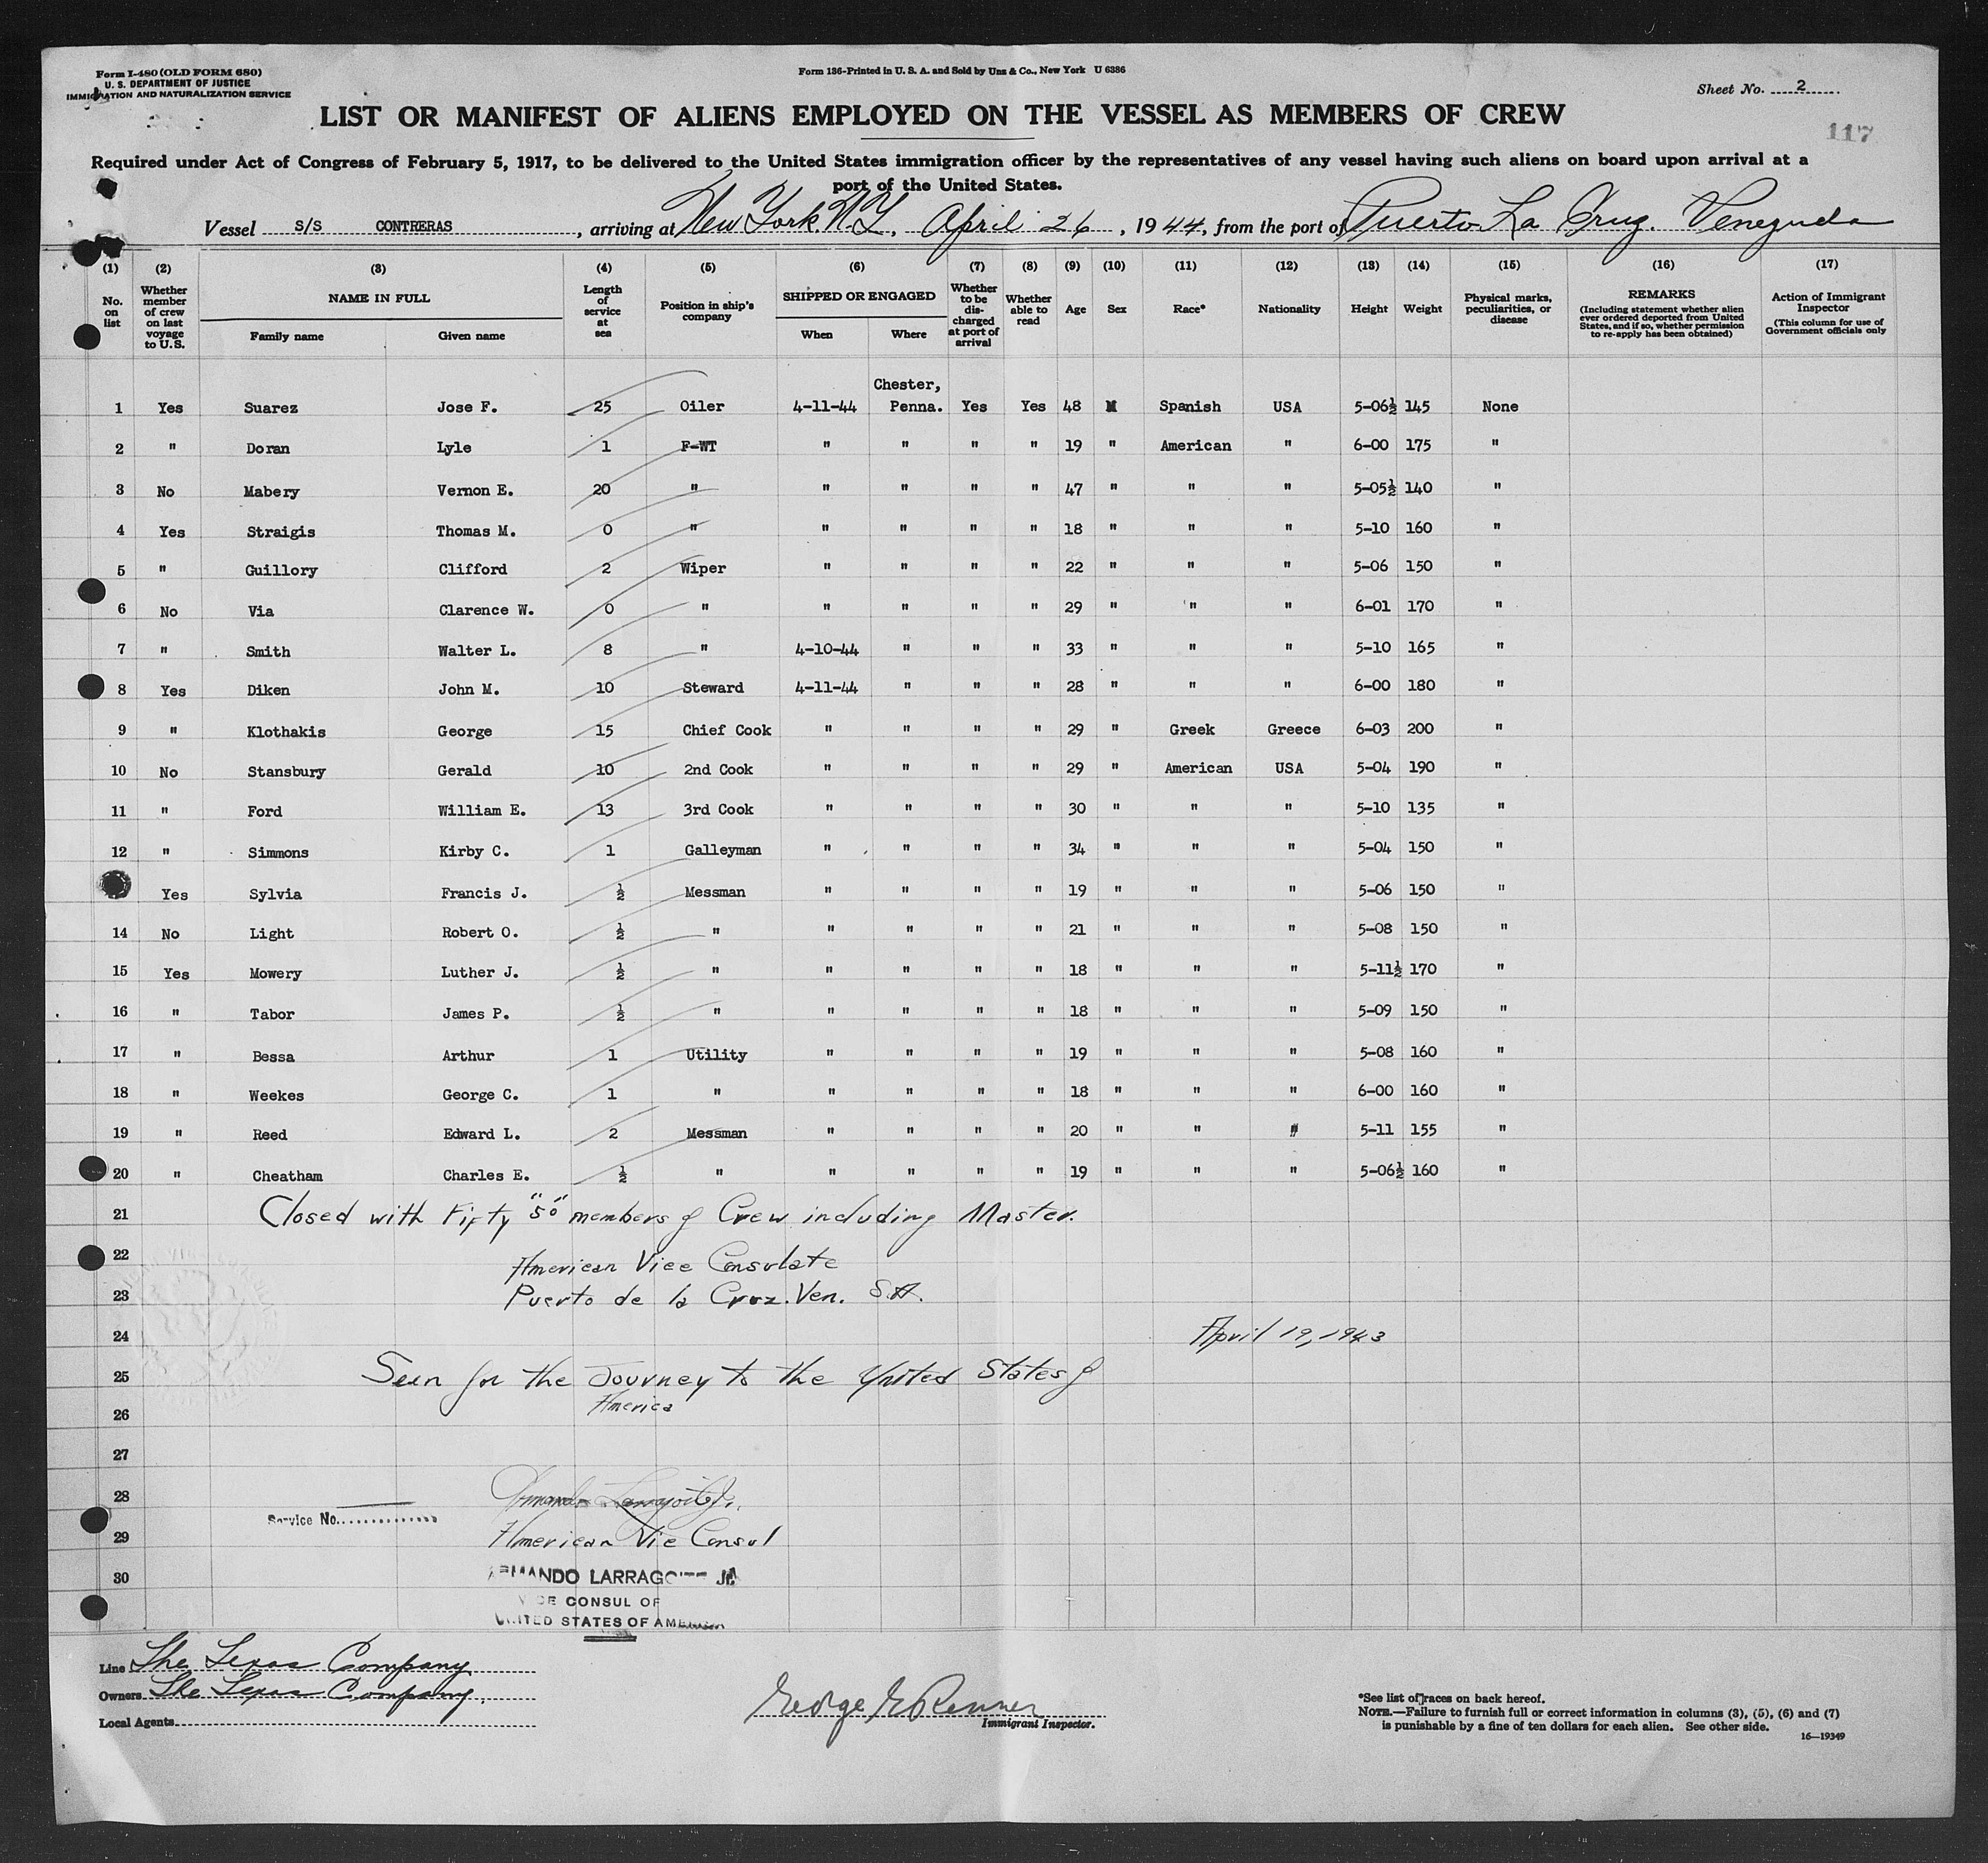 Form I-480 (OLD FORM 680)
U. S. DEPARTMENT OF JUSTICE
IMMIGRATION AND NATURALIZATION SERVICE
Form 136-Printed in U. S. A. and Sold by Unz & Co., New York U 6386
Sheet No. 2
117
LIST OR MANIFEST OF ALIENS EMPLOYED ON THE VESSEL AS MEMBERS OF CREW
Required under Act of Congress of February 5, 1917, to be delivered to the United States immigration officer by the representatives of any vessel having such aliens on board upon arrival at a
port of the United States.
Vessel S/S CONTRERAS, arriving at New York. N.Y., April 26, 1944, from the port of Puerto La Cruz. Venezuela
(1) (2) (3) (4) (5) (6) (7) (8) (9) (10) (11) (12) (13) (14) (15) (16) (17)
No. on list | Whether member of crew on last voyage to U.S. | NAME IN FULL Family name Given name | Length of service at sea | Position in ship's company | SHIPPED OR ENGAGED When Where | Whether to be discharged at port of arrival | Whether able to read | Age | Sex | Race* | Nationality | Height | Weight | Physical marks, peculiarities, or disease | REMARKS (Including statement whether alien ever ordered deported from United States, and if so, whether permission to re-apply has been obtained) | Action of Immigrant Inspector (This column for use of Government officials only
1 Yes Suarez Jose F. 25 Oiler 4-11-44 Chester, Penna. Yes Yes 48 M Spanish USA 5-06½ 145 None
2 " Doran Lyle 1 F-WT " " " " 19 " American " 6-00 175 "
3 No Mabery Vernon E. 20 " " " " " 47 " " " 5-05½ 140 "
4 Yes Straigis Thomas M. 0 " " " " " 18 " " " 5-10 160 "
5 " Guillory Clifford 2 Wiper " " " " 22 " " " 5-06 150 "
6 No Via Clarence W. 0 " " " " " 29 " " " 6-01 170 "
7 " Smith Walter L. 8 " 4-10-44 " " " 33 " " " 5-10 165 "
8 Yes Diken John M. 10 Steward 4-11-44 " " " 28 " " " 6-00 180 "
9 " Klothakis George 15 Chief Cook " " " " 29 " Greek Greece 6-03 200 "
10 No Stansbury Gerald 10 2nd Cook " " " " 29 " American USA 5-04 190 "
11 " Ford William E. 13 3rd Cook " " " " 30 " " " 5-10 135 "
12 " Simmons Kirby C. 1 Galleyman " " " " 34 " " " 5-04 150 "
Yes Sylvia Francis J. ½ Messman " " " " 19 " " " 5-06 150 "
14 No Light Robert O. ½ " " " " " 21 " " " 5-08 150 "
15 Yes Mowery Luther J. ½ " " " " " 18 " " " 5-11½ 170 "
16 " Tabor James P. ½ " " " " " 18 " " " 5-09 150 "
17 " Bessa Arthur 1 Utility " " " " 19 " " " 5-08 160 "
18 " Weekes George C. 1 " " " " " 18 " " " 6-00 160 "
19 " Reed Edward L. 2 Messman " " " " 20 " " " 5-11 155 "
20 " Cheatham Charles E. ½ " " " " " 19 " " " 5-06½ 160 "
21 Closed with Fifty "50" members of Crew including Master.
22 American Vice Consulate
23 Puerto de la Cruz. Ven. S.A.
24 April 19, 1943
25 Seen for the Journey to the United States of
26 America
27
28 Armando Larragoite Jr.
Service No.
29 American Vice Consul
30 ARMANDO LARRAGOITE JR
VICE CONSUL OF
UNITED STATES OF AMERICA
Line The Texas Company
Owners The Texas Company.
Local Agents
George E Renner
Immigrant Inspector.
*See list of races on back hereof.
NOTE.—Failure to furnish full or correct information in columns (3), (5), (6) and (7)
is punishable by a fine of ten dollars for each alien. See other side.
16—19349